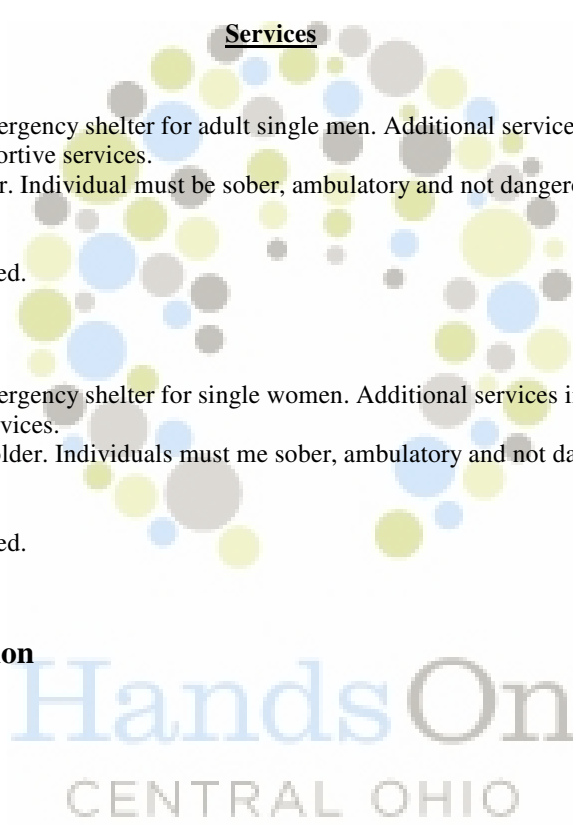 Services
ergency shelter for adult single men. Additional service
ortive services.
r. Individual must be sober, ambulatory and not danger
ed.
ergency shelter for single women. Additional services i
vices.
older. Individuals must me sober, ambulatory and not da
ed.
on
HandsOn
CENTRAL OHIO